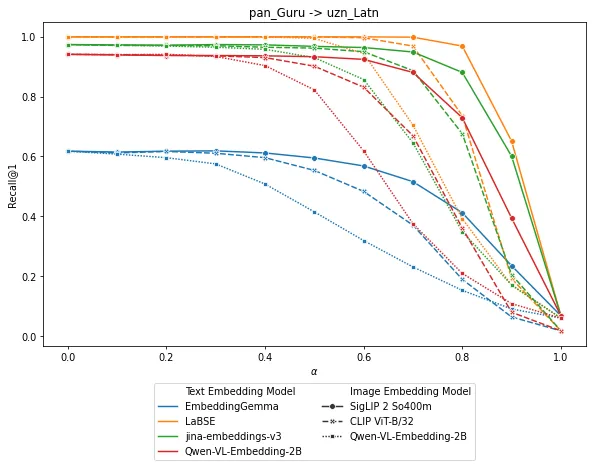 pan_Guru -> uzn_Latn
1.0
0.8
0.6
0.4
0.2
0.0
Recall@1
0.0 0.2 0.4 0.6 0.8 1.0
α
Text Embedding Model
EmbeddingGemma
LaBSE
jina-embeddings-v3
Qwen-VL-Embedding-2B
Image Embedding Model
SigLIP 2 So400m
CLIP ViT-B/32
Qwen-VL-Embedding-2B